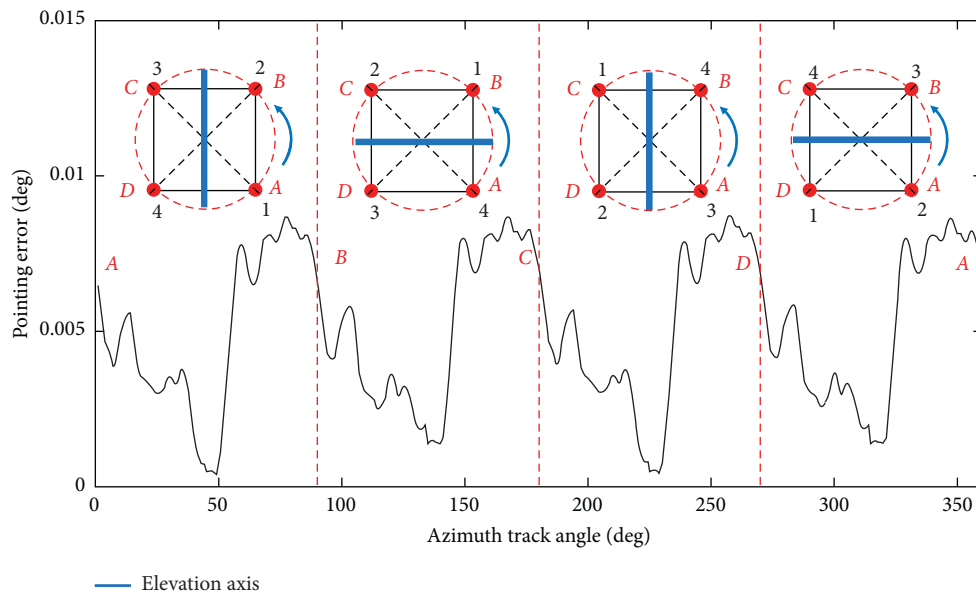 0.015
3 2 2 1 1 4 4 3
C B C B C B C B
0.01
D A D A D A D A
4 1 3 4 2 3 1 2
Pointing error (deg)
A B C D A
0.005
0
0 50 100 150 200 250 300 350
Azimuth track angle (deg)
Elevation axis